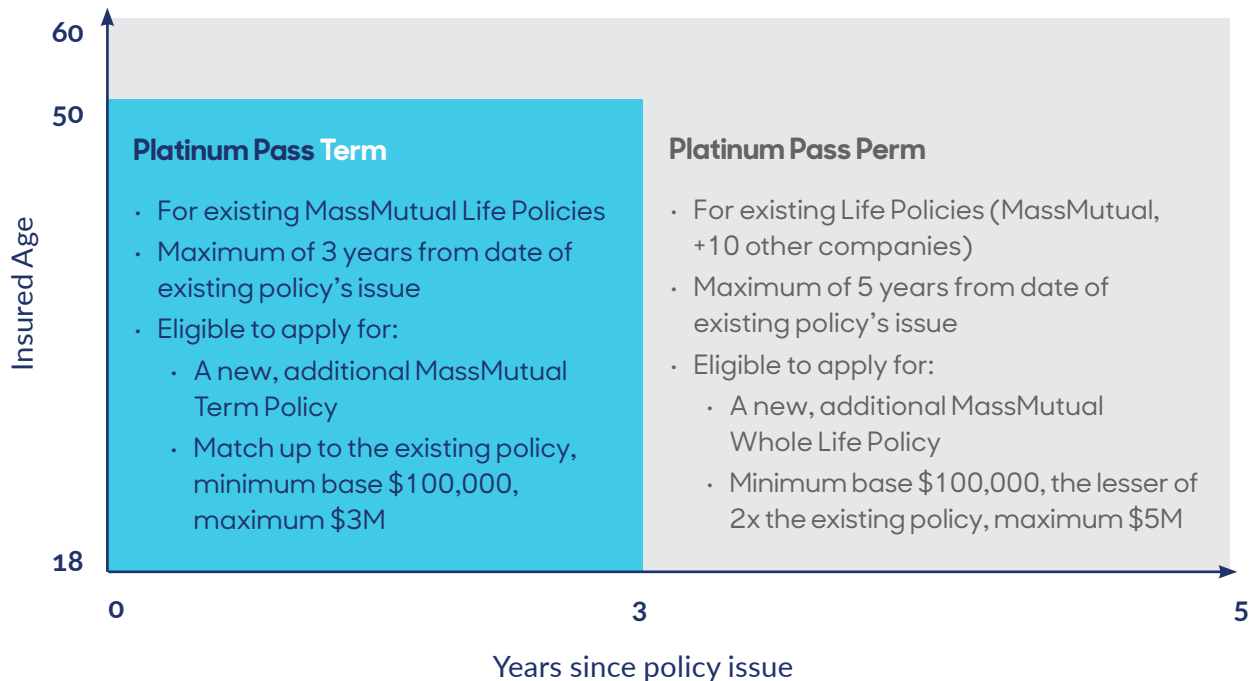 60
50
18
Insured Age
Platinum Pass Term
· For existing MassMutual Life Policies
· Maximum of 3 years from date of
existing policy’s issue
· Eligible to apply for:
· A new, additional MassMutual
Term Policy
· Match up to the existing policy,
minimum base $100,000,
maximum $3M
Platinum Pass Perm
· For existing Life Policies (MassMutual,
+10 other companies)
· Maximum of 5 years from date of
existing policy’s issue
· Eligible to apply for:
· A new, additional MassMutual
Whole Life Policy
· Minimum base $100,000, the lesser of
2x the existing policy, maximum $5M
0
3
5
Years since policy issue